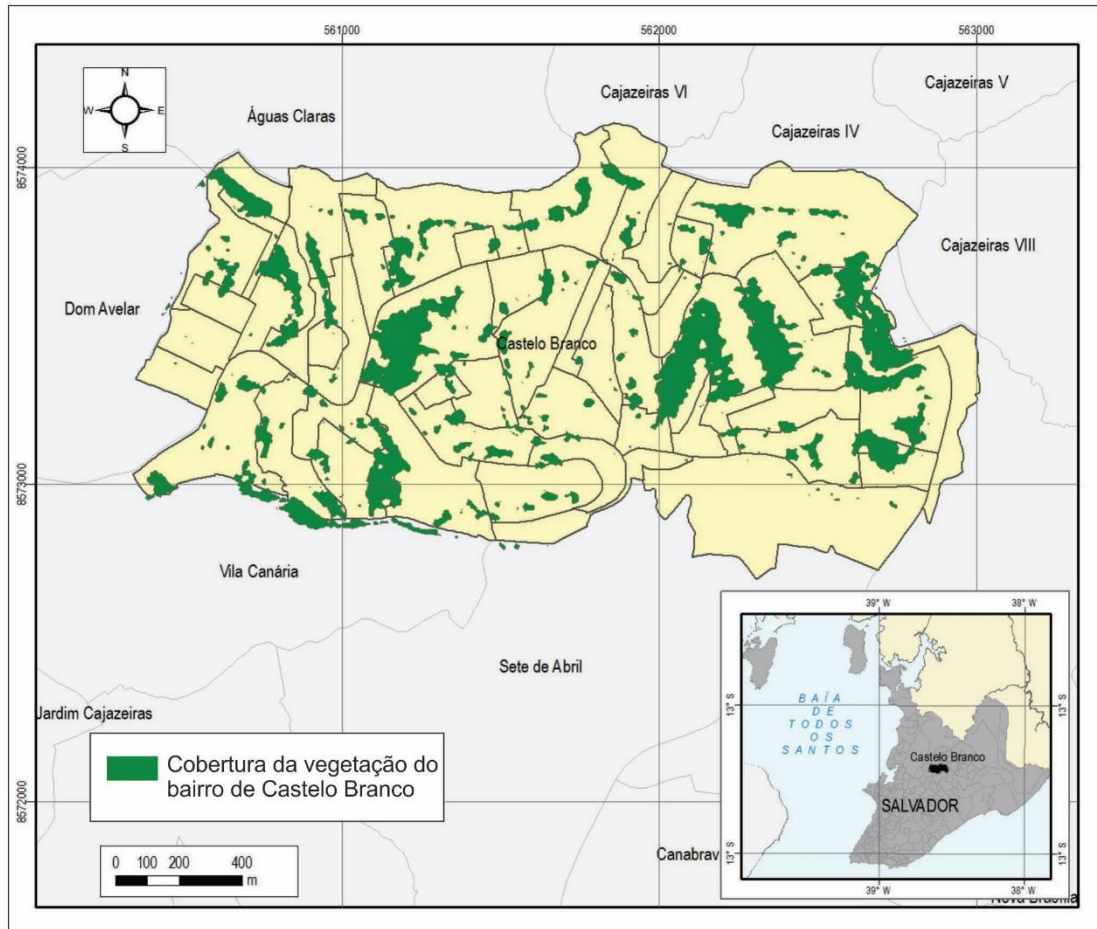 561000
562000
563000
N
W E
S
Águas Claras
Cajazeiras VI
Cajazeiras V
Cajazeiras IV
8574000
Cajazeiras VIII
Dom Avelar
Castelo Branco
8573000
Vila Canária
Sete de Abril
Jardim Cajazeiras
Cobertura da vegetação do
bairro de Castelo Branco
8572000
0 100 200 400
m
Canabrav
39° W
38° W
13° S
13° S
BAÍA
DE
TODOS
OS
SANTOS
Castelo Branco
SALVADOR
13° S
13° S
39° W
38° W